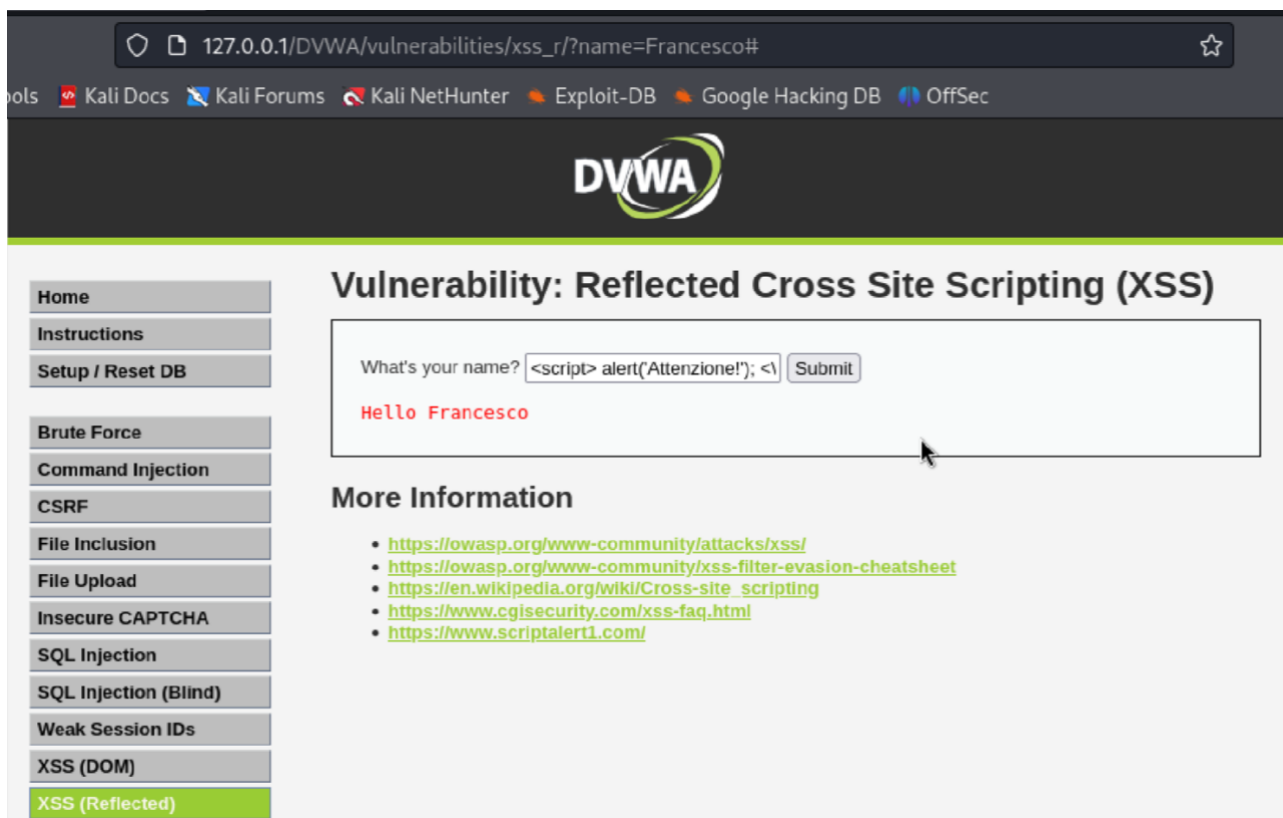 127.0.0.1/DVWA/vulnerabilities/xss_r/?name=Francesco#
ools Kali Docs Kali Forums Kali NetHunter Exploit-DB Google Hacking DB OffSec
DVWA
Home
Instructions
Setup / Reset DB
Brute Force
Command Injection
CSRF
File Inclusion
File Upload
Insecure CAPTCHA
SQL Injection
SQL Injection (Blind)
Weak Session IDs
XSS (DOM)
XSS (Reflected)
Vulnerability: Reflected Cross Site Scripting (XSS)
What's your name? <script> alert('Attenzione!'); <\ Submit
Hello Francesco
More Information
• https://owasp.org/www-community/attacks/xss/
• https://owasp.org/www-community/xss-filter-evasion-cheatsheet
• https://en.wikipedia.org/wiki/Cross-site_scripting
• https://www.cgisecurity.com/xss-faq.html
• https://www.scriptalert1.com/